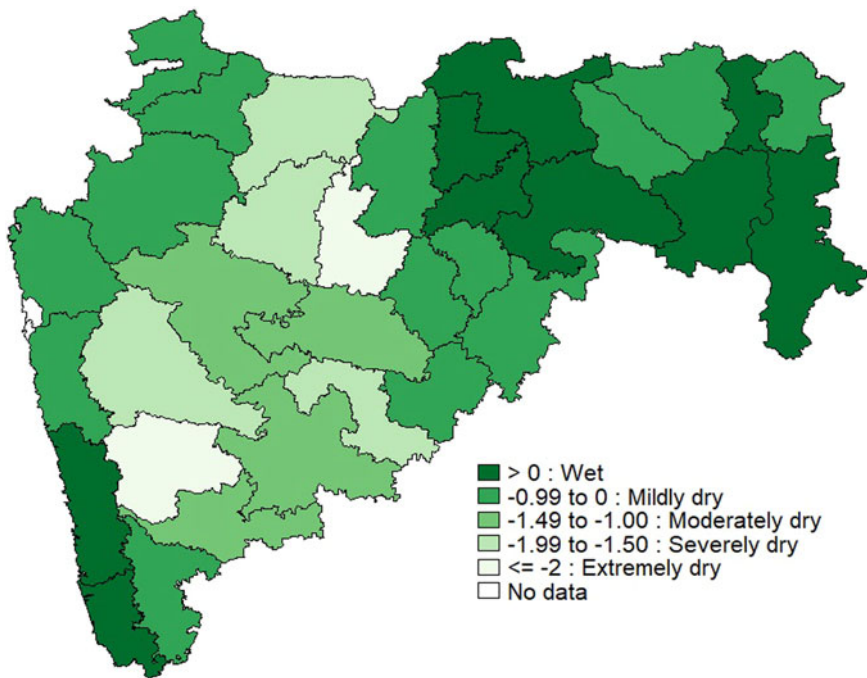 > 0 : Wet
-0.99 to 0 : Mildly dry
-1.49 to -1.00 : Moderately dry
-1.99 to -1.50 : Severely dry
<= -2 : Extremely dry
No data